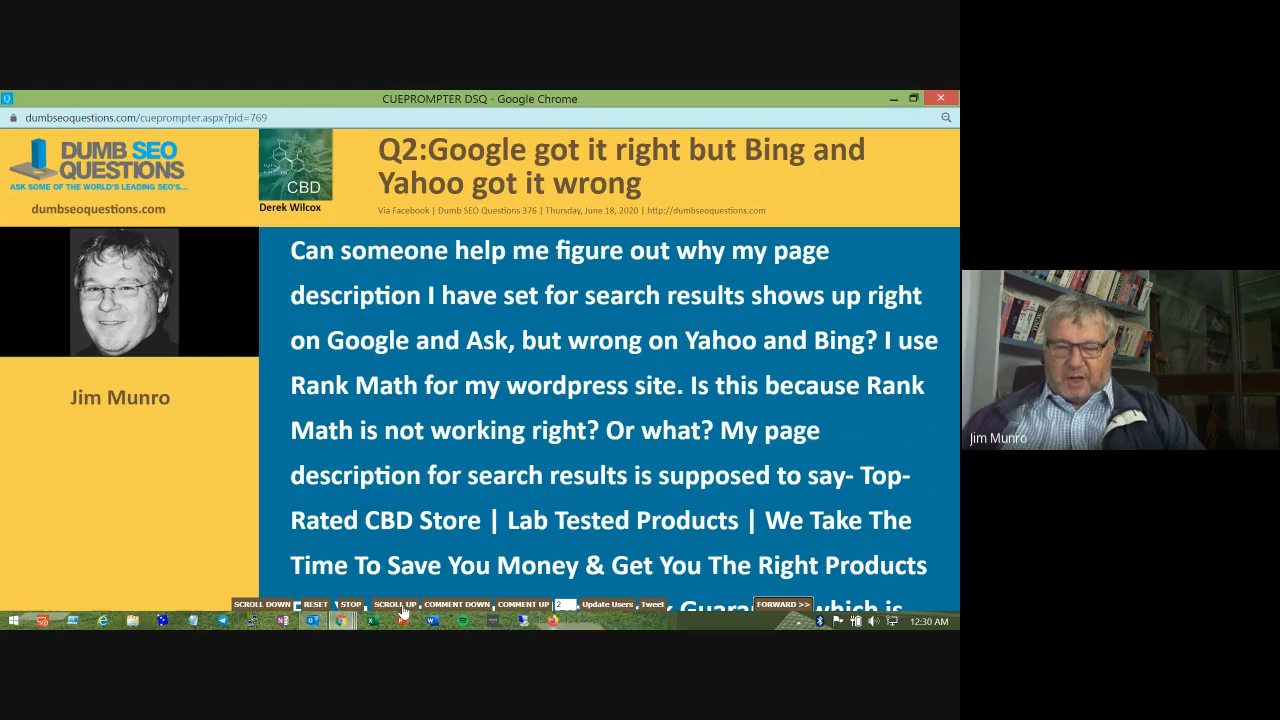 CUEPROMPTER DSQ - Google Chrome
dumbseoquestions.com/cueprompter.aspx?pid=769
DUMB SEO
QUESTIONS
ASK SOME OF THE WORLD'S LEADING SEO'S...
dumbseoquestions.com
CBD
Derek Wilcox
Q2:Google got it right but Bing and
Yahoo got it wrong
Via Facebook | Dumb SEO Questions 376 | Thursday, June 18, 2020 | http://dumbseoquestions.com
Jim Munro
Can someone help me figure out why my page
description I have set for search results shows up right
on Google and Ask, but wrong on Yahoo and Bing? I use
Rank Math for my wordpress site. Is this because Rank
Math is not working right? Or what? My page
description for search results is supposed to say- Top-
Rated CBD Store | Lab Tested Products | We Take The
Time To Save You Money & Get You The Right Products
which is
SCROLL DOWN RESET STOP SCROLL UP COMMENT DOWN COMMENT UP 2 Update Users Tweet FORWARD >>
12:30 AM
Jim Munro